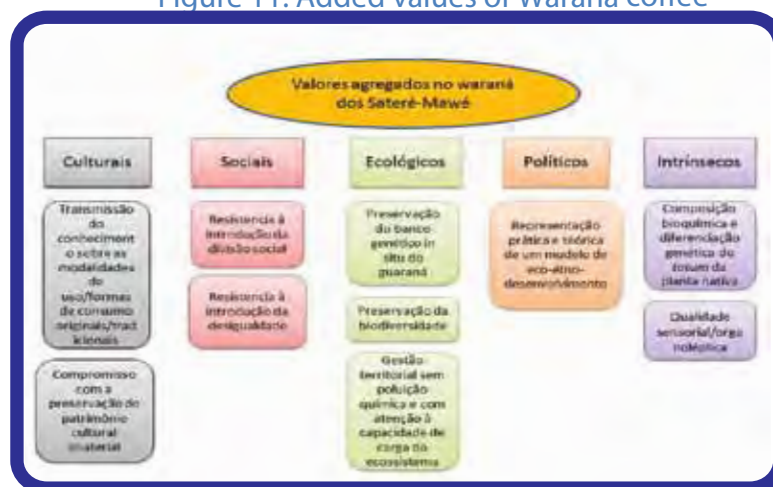 Figure 11: Added values of Waraná coffee
Valores agregados no waraná
dos Sateré-Mawé
Culturais
Transmissão
do
conheciment
o sobre as
modalidades
de
uso/formas
de consumo
originais/trad
icionais
Compromisso
com a
preservação do
patrimônio
cultural
imaterial
Sociais
Resistencia à
introdução da
divisão social
Resistencia à
introdução da
desigualdade
Ecológicos
Preservação
do banco
genético in
situ do
guaraná
Preservação da
biodiversidade
Gestão
territorial sem
poluição
química e com
atenção à
capacidade de
carga do
ecossistema
Políticos
Representação
prática e teórica
de um modelo de
eco-etno-
desenvolvimento
Intrínsecos
Composição
bioquímica e
diferenciação
genética do
da
planta nativa
Qualidade
sensorial/orga
noléptica